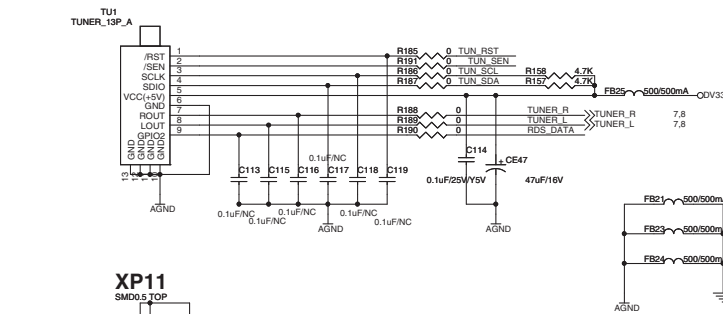 TU1
TUNER_13P_A
/RST 1 R185 0 TUN_RST
/SEN 2 R191 0 TUN_SEN
SCLK 3 R186 0 TUN_SCL R158 4.7K
SDIO 4 R187 0 TUN_SDA R157 4.7K
VCC(+5V) 5 FB25 500/500mA DV33
GND 6
ROUT 7 R188 0 TUNER_R TUNER_R 7,8
LOUT 8 R189 0 TUNER_L TUNER_L 7,8
GPIO2 9 R190 0 RDS_DATA
GND GND GND GND
13
AGND
C113 C115 C116 C117 C118 C119
0.1uF/NC
0.1uF/NC 0.1uF/NC 0.1uF/NC
0.1uF/NC 0.1uF/NC
AGND
C114 + CE47
0.1uF/25V/Y5V 47uF/16V
AGND
FB21 500/500m
FB23 500/500m
FB24 500/500m
AGND
XP11
SMD0.5 TOP